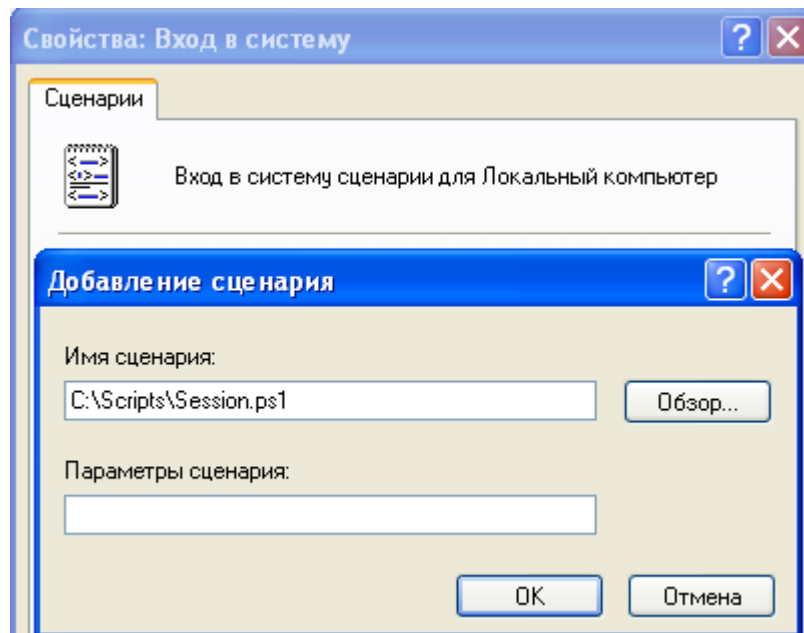 Свойства: Вход в систему
Сценарии
Вход в систему сценарии для Локальный компьютер
Добавление сценария
Имя сценария:
C:\Scripts\Session.ps1
Обзор...
Параметры сценария:
OK
Отмена